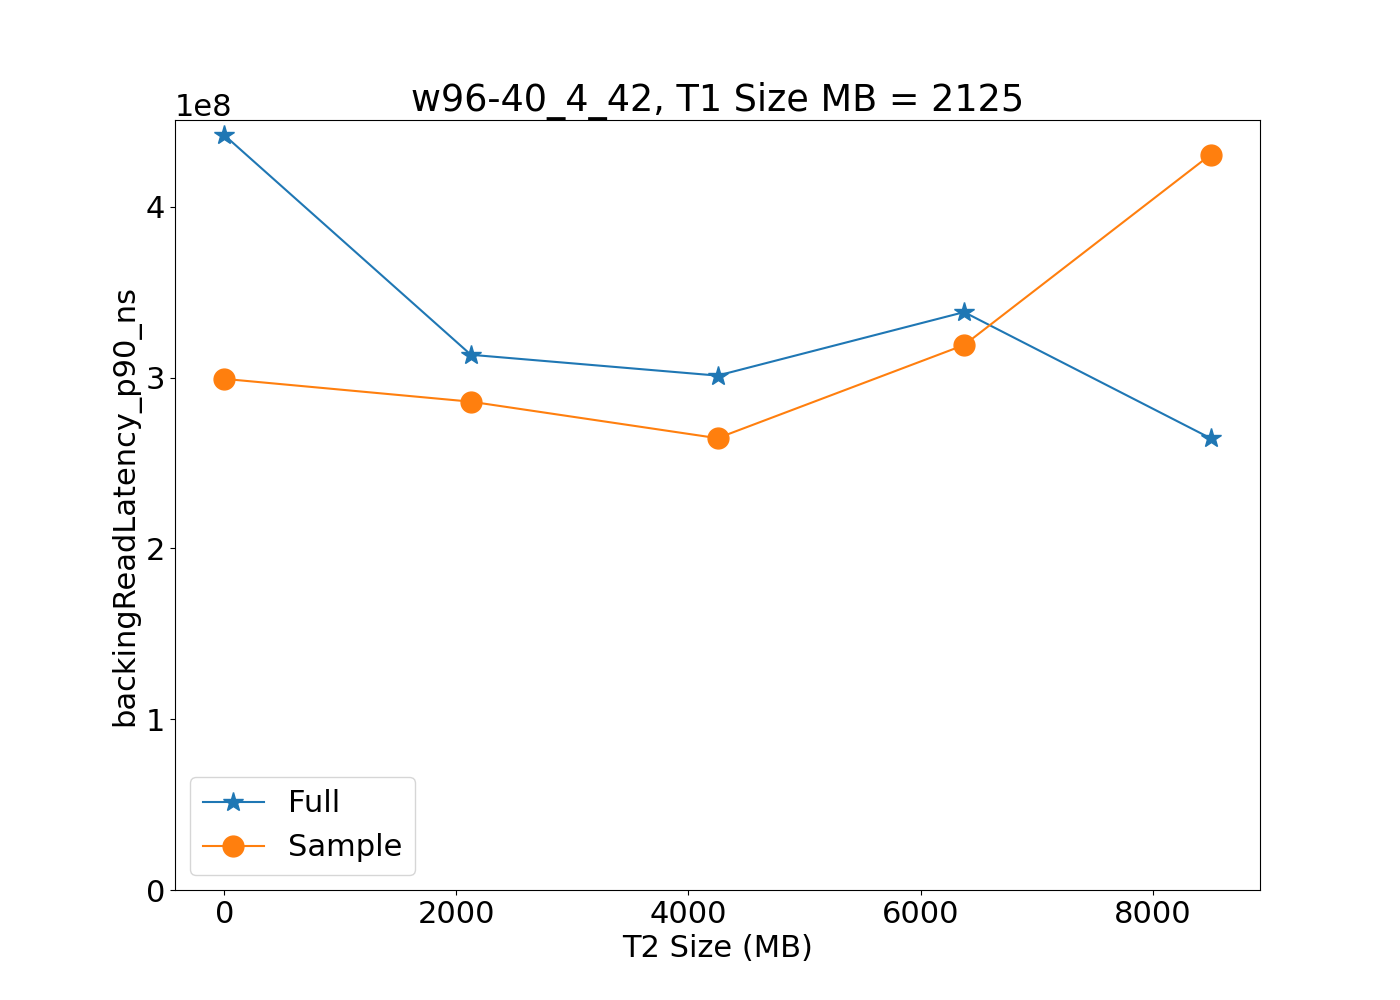 w96-40_4_42, T1 Size MB = 2125
1e8
4
3
2
1
0
backingReadLatency_p90_ns
Full
Sample
0 2000 4000 6000 8000
T2 Size (MB)